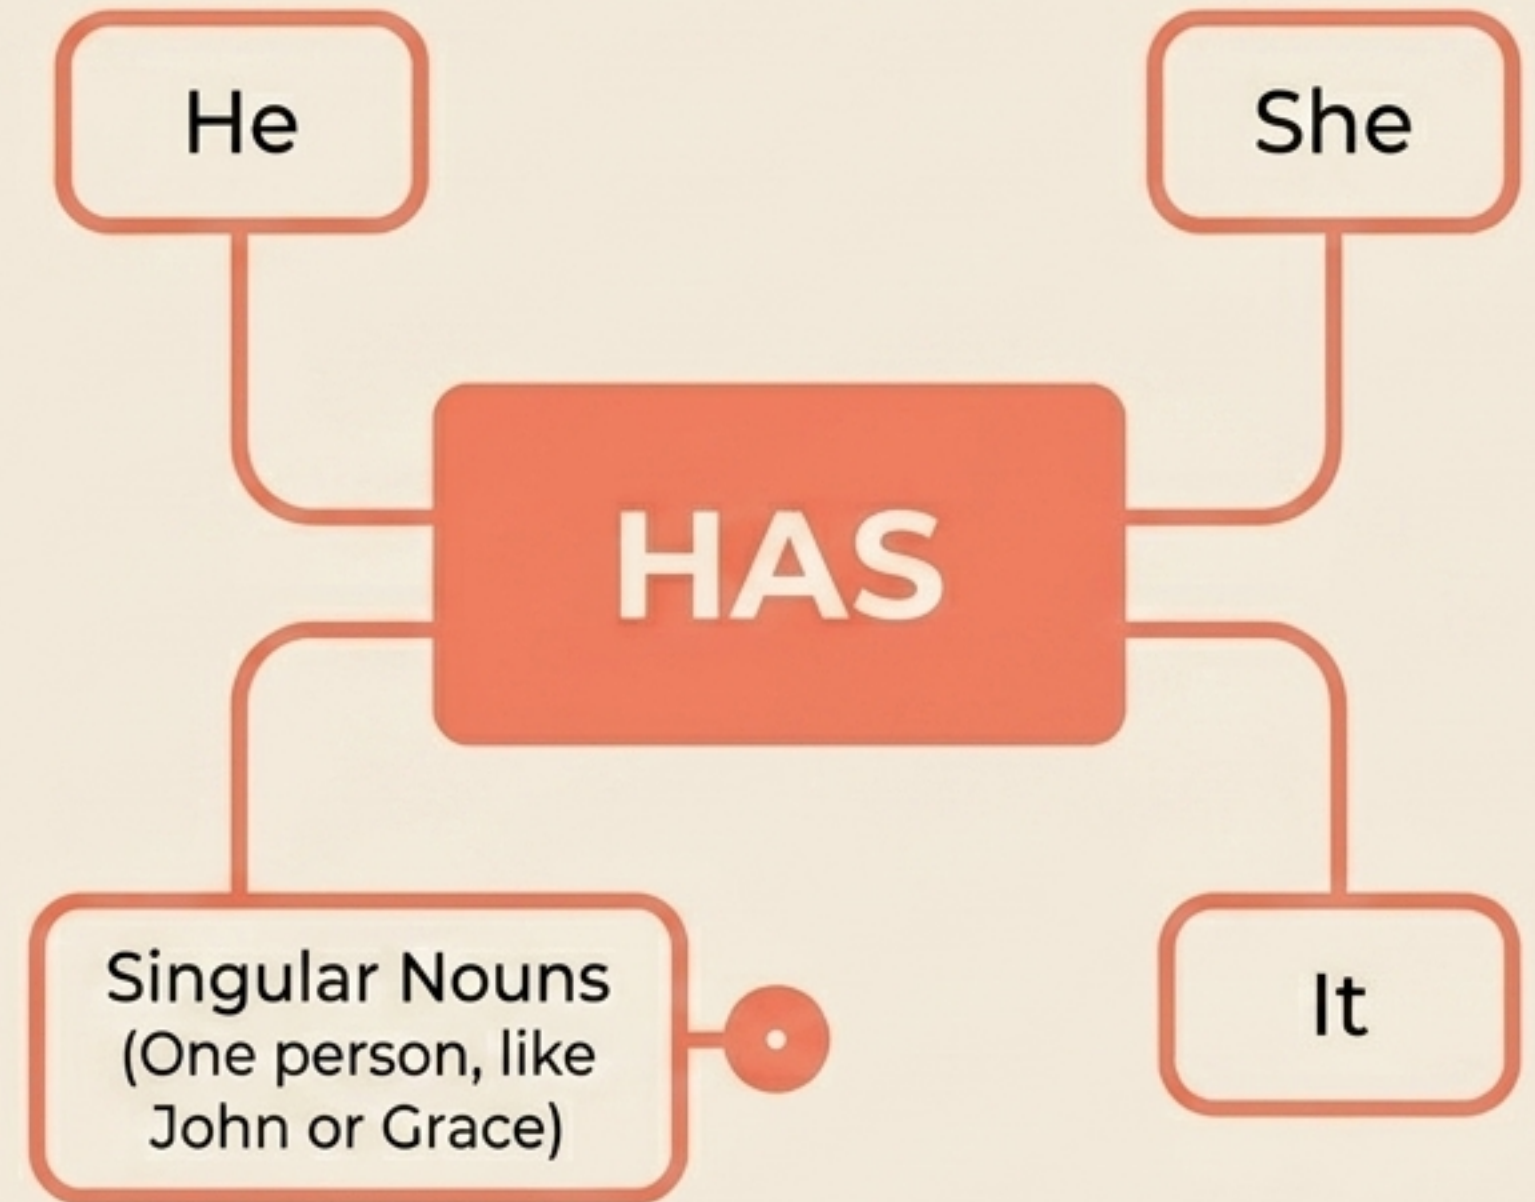 He
She
HAS
Singular Nouns
(One person, like
John or Grace)
It